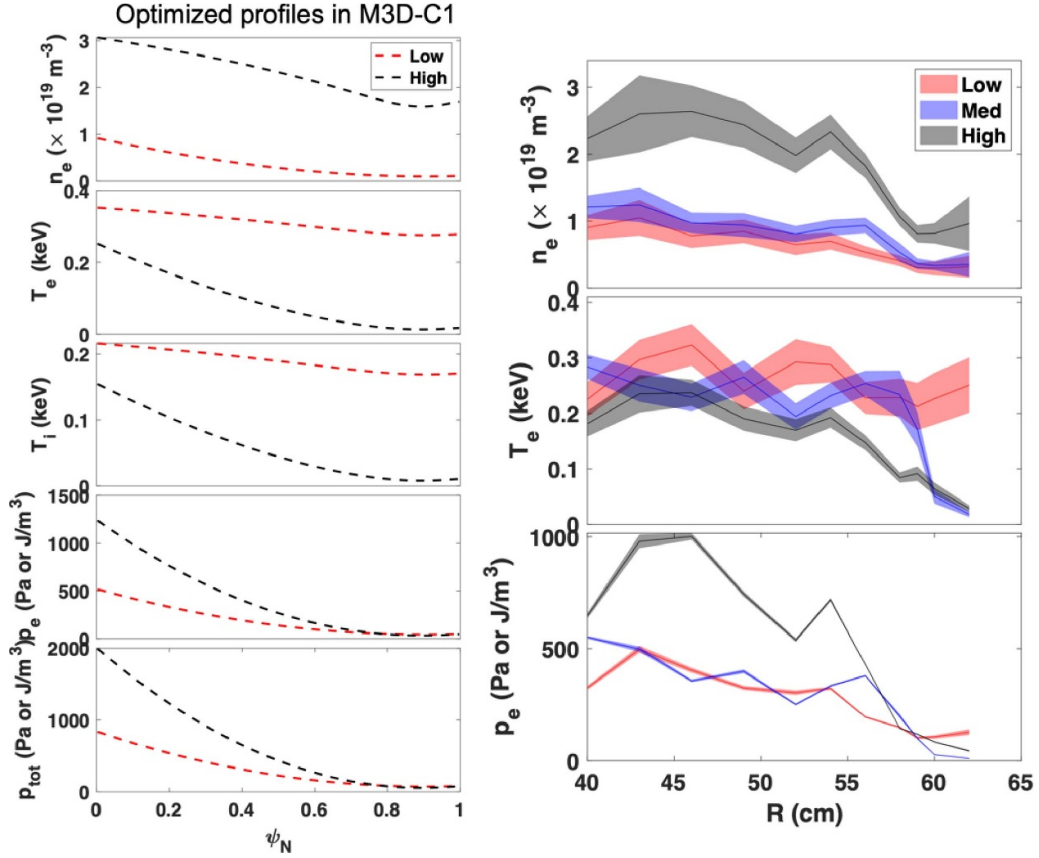 Optimized profiles in M3D-C1
n_e (× 10^19 m^-3)
3
2
1
0
Low
High
T_e (keV)
0.4
0.2
0
T_i (keV)
0.2
0.1
0
p_e (Pa or J/m^3)
1500
1000
500
0
p_tot (Pa or J/m^3)
2000
1000
0
0 0.2 0.4 0.6 0.8 1
ψ_N
n_e (× 10^19 m^-3)
3
2
1
0
Low
Med
High
T_e (keV)
0.4
0.3
0.2
0.1
0
p_e (Pa or J/m^3)
1000
500
0
40 45 50 55 60 65
R (cm)